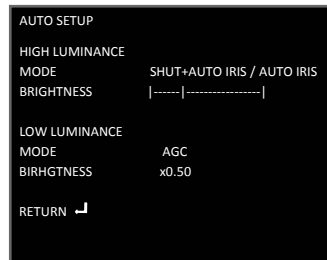 AUTO SETUP
HIGH LUMINANCE
MODE SHUT+AUTO IRIS / AUTO IRIS
BRIGHTNESS |------|-----------------|
LOW LUMINANCE
MODE AGC
BIRHGTNESS x0.50
RETURN ↵